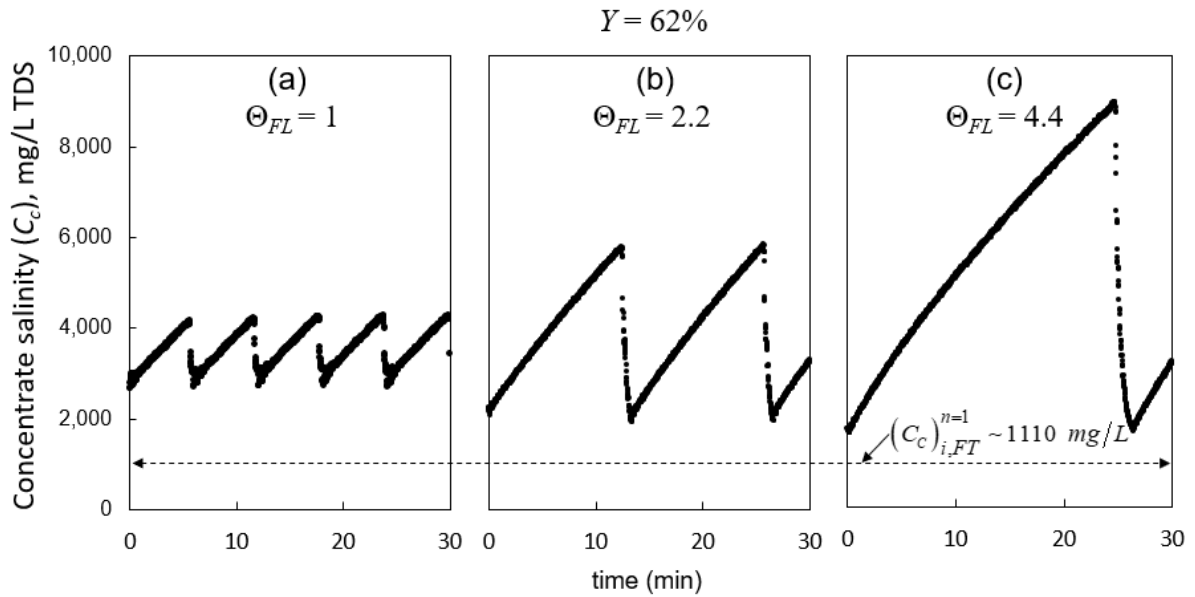 Y = 62%
Concentrate salinity (C_c), mg/L TDS
10,000
8,000
6,000
4,000
2,000
0
(a)
Θ_FL = 1
(b)
Θ_FL = 2.2
(c)
Θ_FL = 4.4
(C_C)_{i,FT}^{n=1} ~1110 mg/L
0 10 20 30
0 10 20 30
0 10 20 30
time (min)